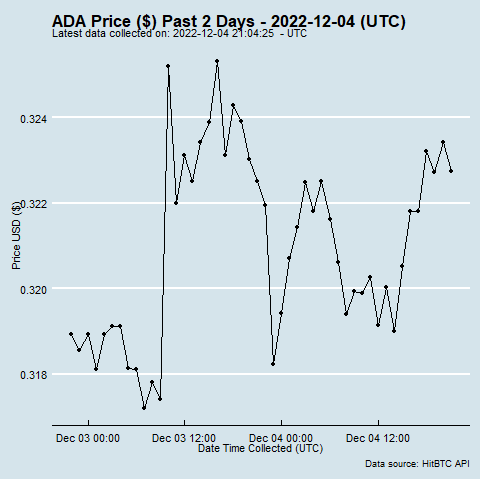 ADA Price ($) Past 2 Days - 2022-12-04 (UTC)
Latest data collected on: 2022-12-04 21:04:25 - UTC
0.324
0.322
0.320
0.318
Price USD ($)
Dec 03 00:00 Dec 03 12:00 Dec 04 00:00 Dec 04 12:00
Date Time Collected (UTC)
Data source: HitBTC API